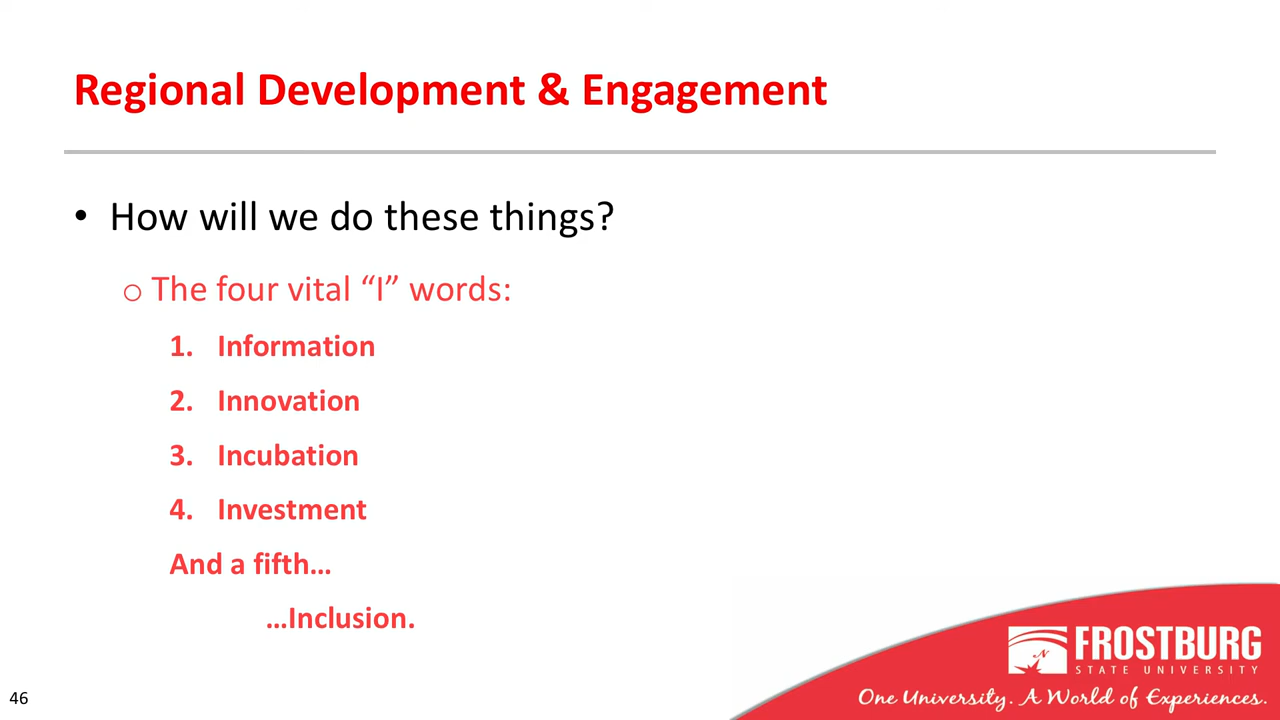 Regional Development & Engagement
• How will we do these things?
o The four vital “I” words:
1. Information
2. Innovation
3. Incubation
4. Investment
And a fifth…
…Inclusion.
FROSTBURG
STATE UNIVERSITY
One University. A World of Experiences.
46